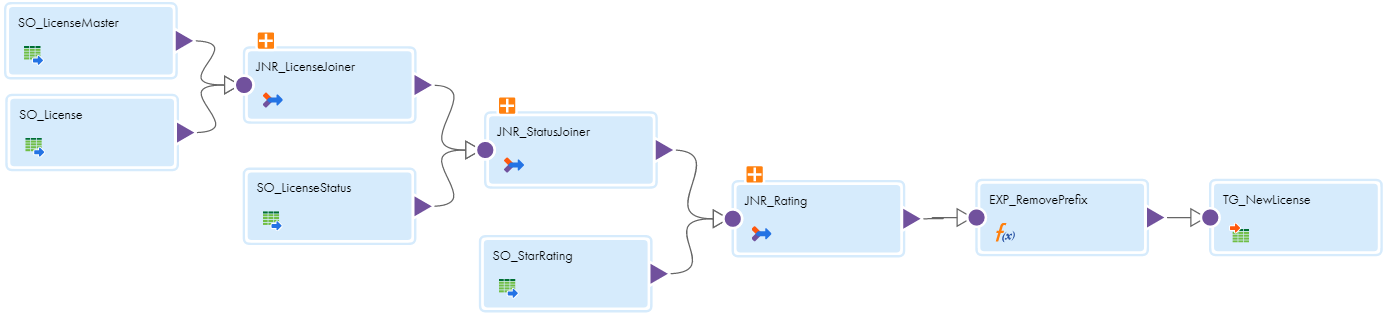 SO_LicenseMaster
SO_License
JNR_LicenseJoiner
SO_LicenseStatus
JNR_StatusJoiner
SO_StarRating
JNR_Rating
EXP_RemovePrefix
f(x)
TG_NewLicense